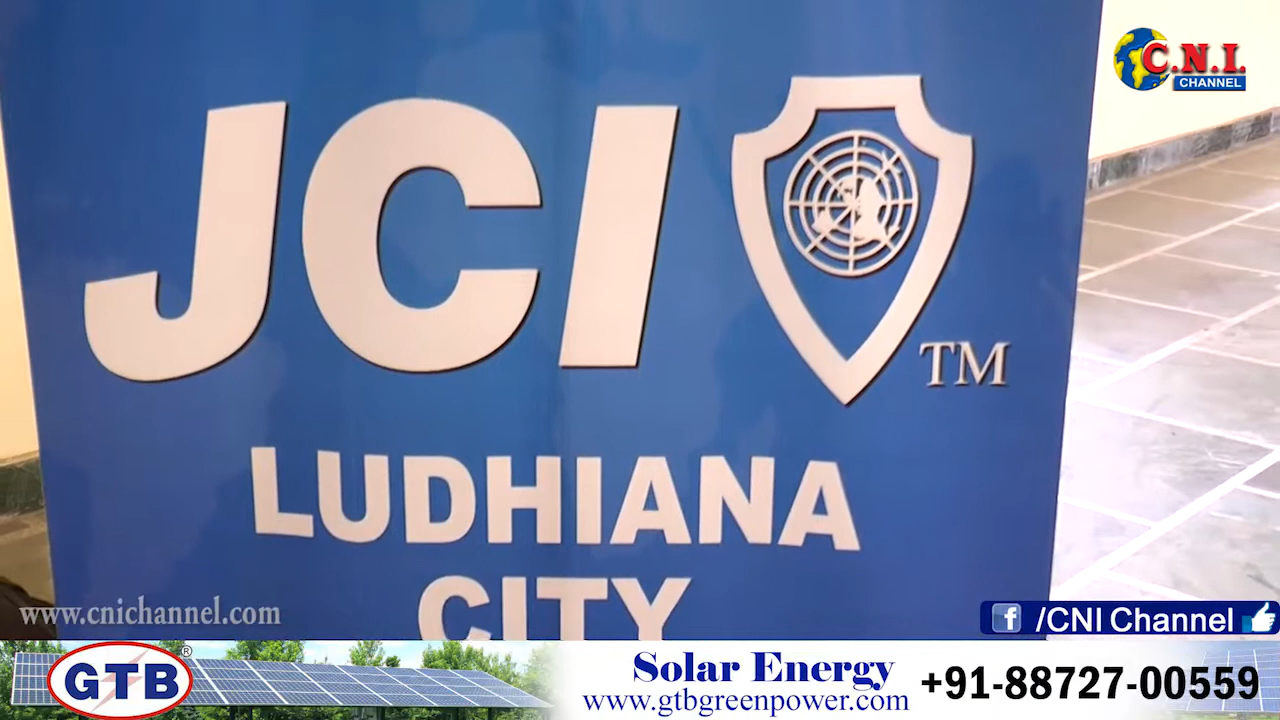 C.N.I.
CHANNEL
JCI
TM
LUDHIANA
CITY
www.cnichannel.com
/CNI Channel
GTB®
Solar Energy
www.gtbgreenpower.com
+91-88727-00559